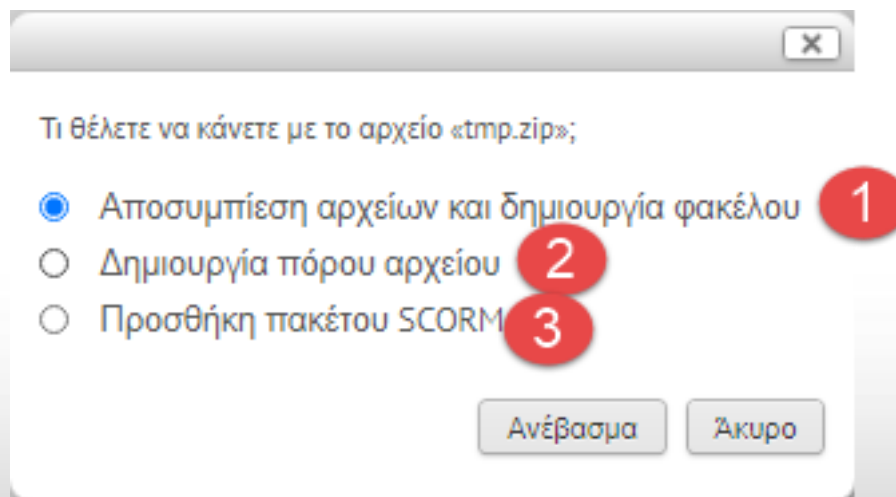 Τι θέλετε να κάνετε με το αρχείο «tmp.zip»;
Αποσυμπίεση αρχείων και δημιουργία φακέλου 1
Δημιουργία πόρου αρχείου 2
Προσθήκη πακέτου SCORM 3
Ανέβασμα Άκυρο